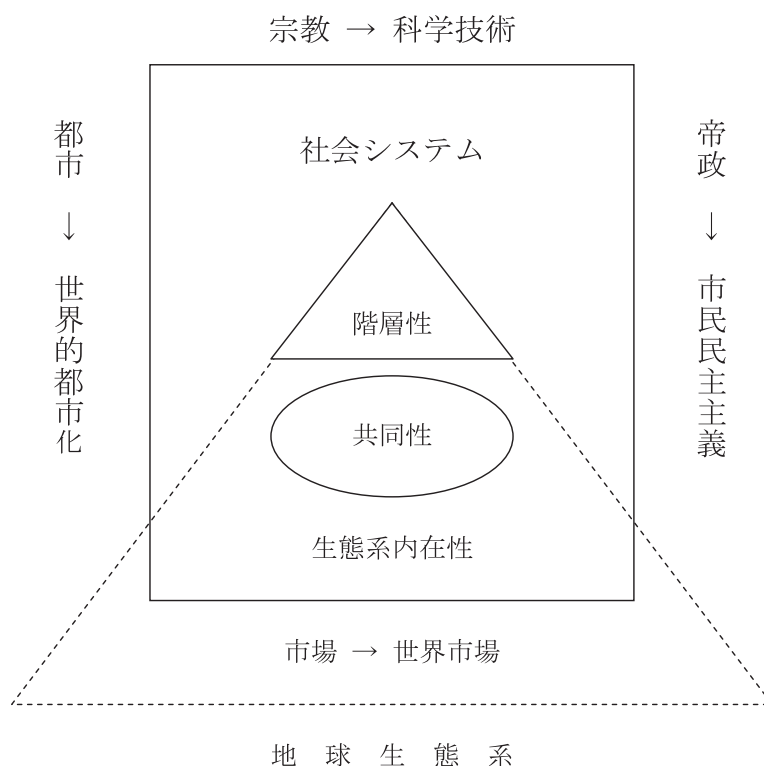 宗教 → 科学技術
都市 → 世界的都市化
社会システム
帝政 → 市民民主主義
階層性
共同性
生態系内在性
市場 → 世界市場
地球生態系